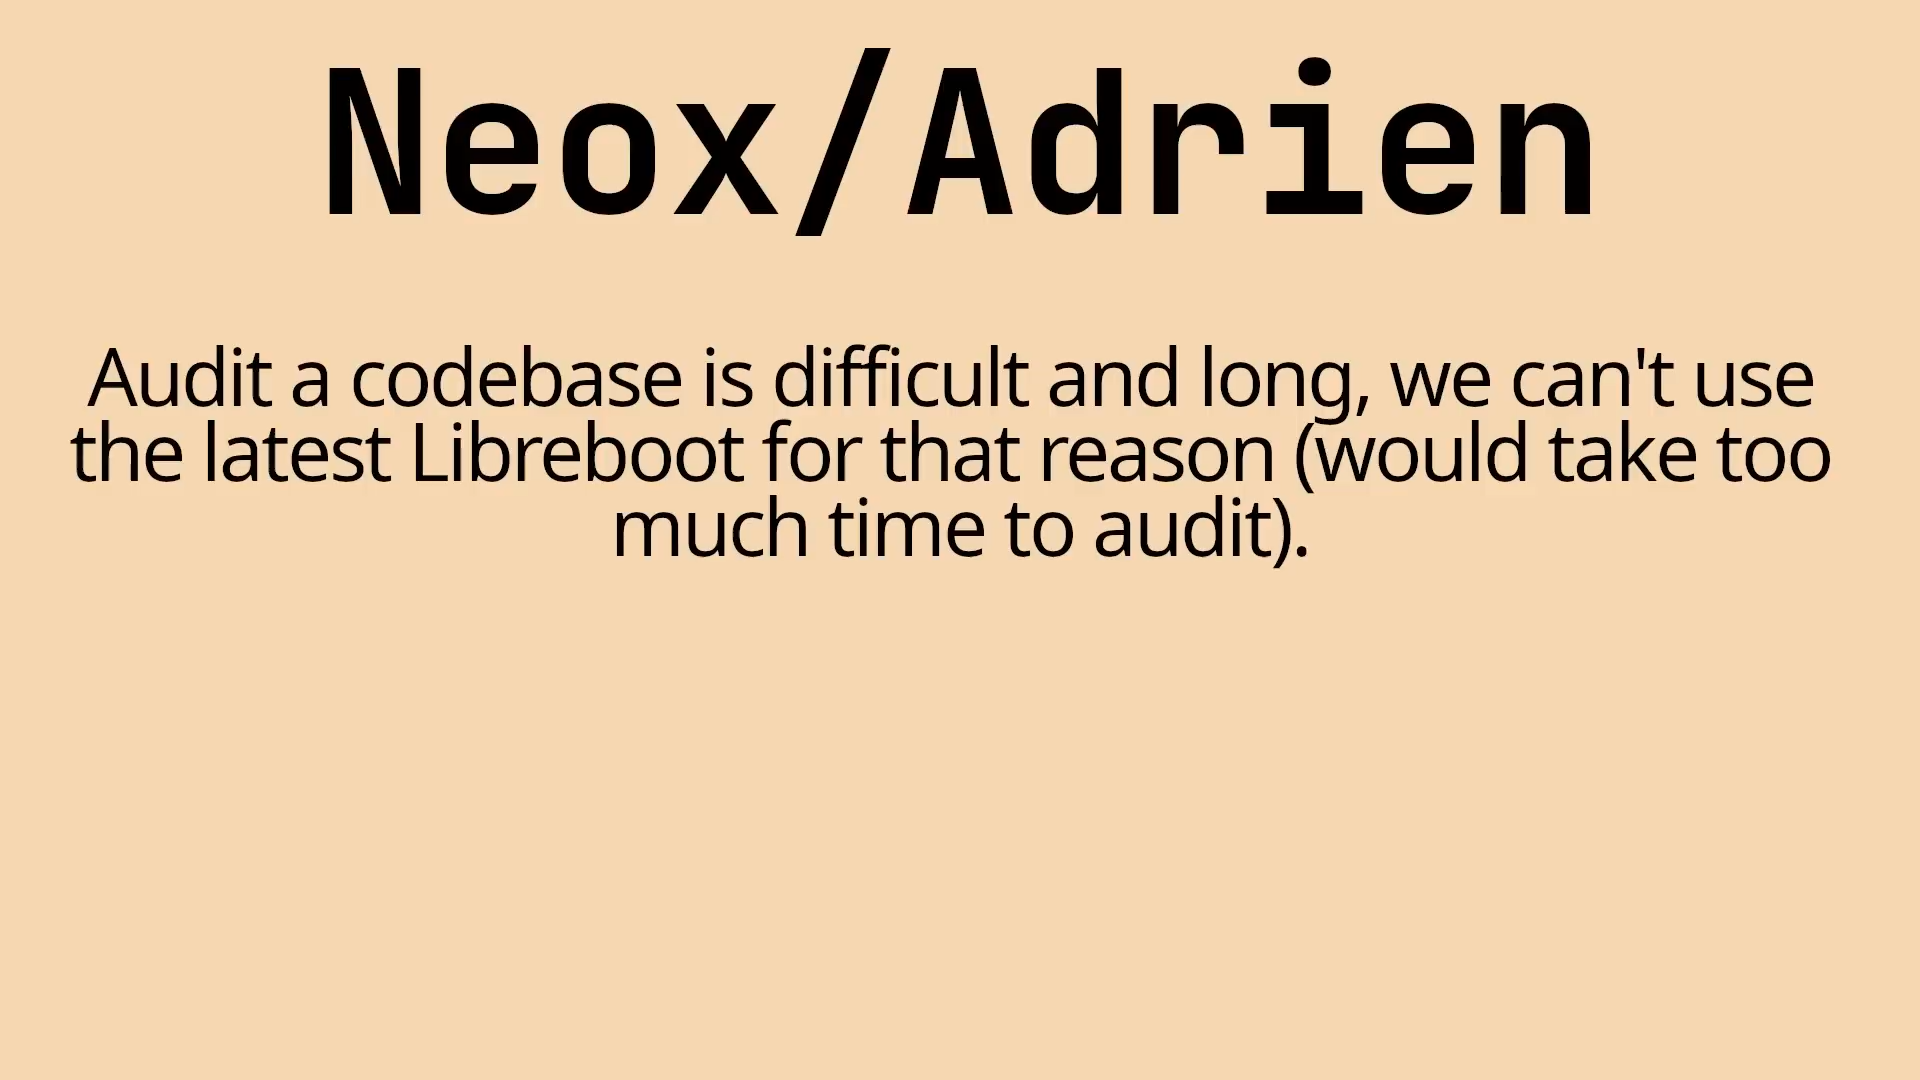 Neox/Adrien
Audit a codebase is difficult and long, we can't use
the latest Libreboot for that reason (would take too
much time to audit).